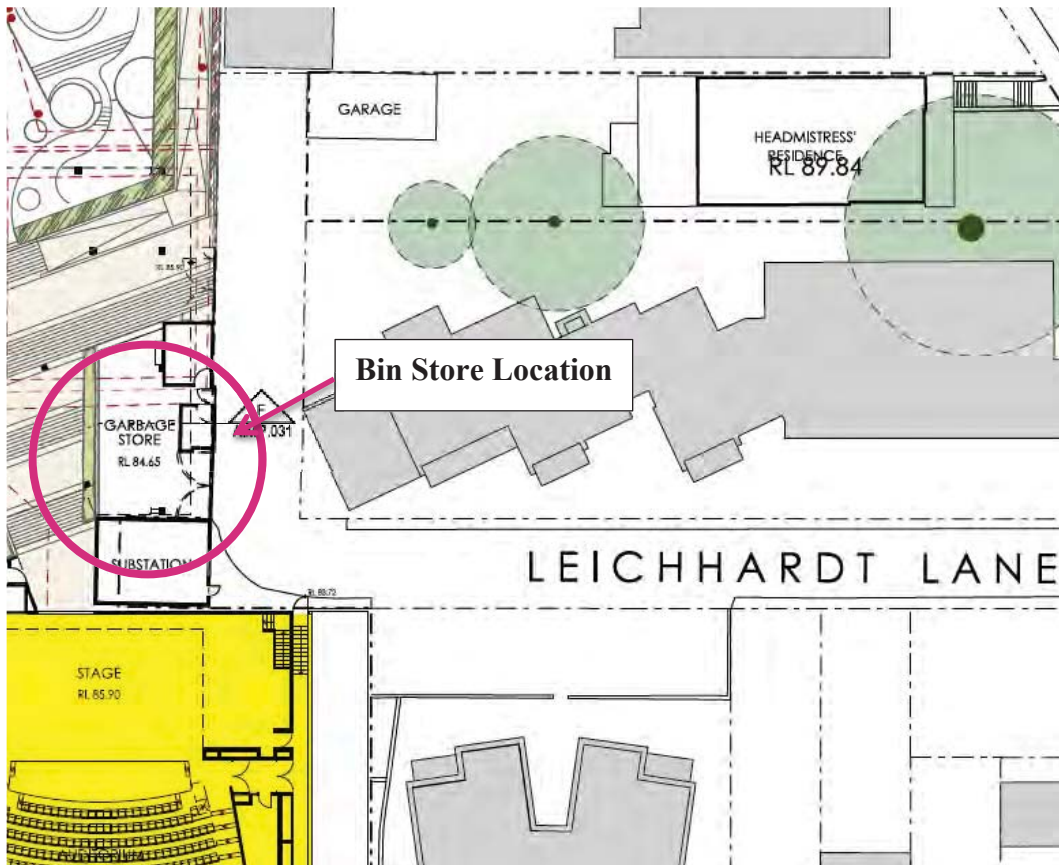 GARAGE
HEADMISTRESS'
RESIDENCE
RL 89.84
Bin Store Location
GARBAGE
STORE
RL 84.65
SUBSTATION
LEICHHARDT LANE
STAGE
RL 85.90
AUDITORIUM